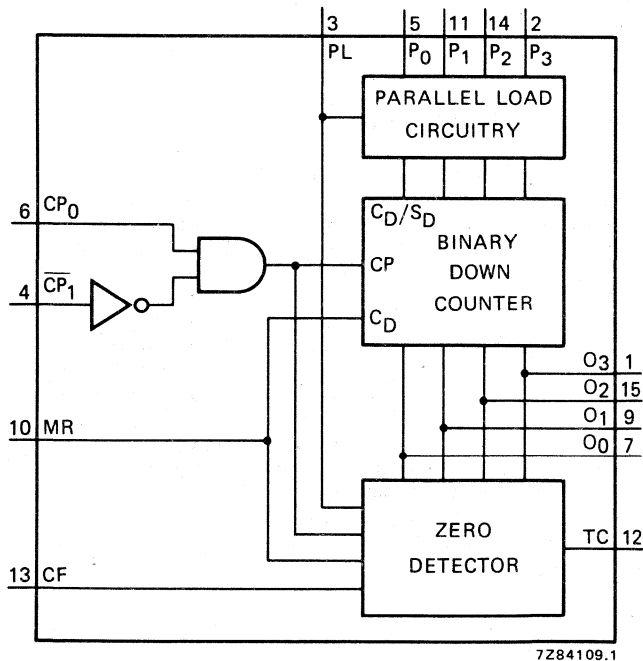 3 5 11 14 2
PL P0 P1 P2 P3
PARALLEL LOAD
CIRCUITRY
6 CP0
CD/SD
BINARY
DOWN
COUNTER
CP
4 C̅P̅1
CD
O3 1
O2 15
O1 9
O0 7
10 MR
ZERO
DETECTOR
TC 12
13 CF
7Z84109.1